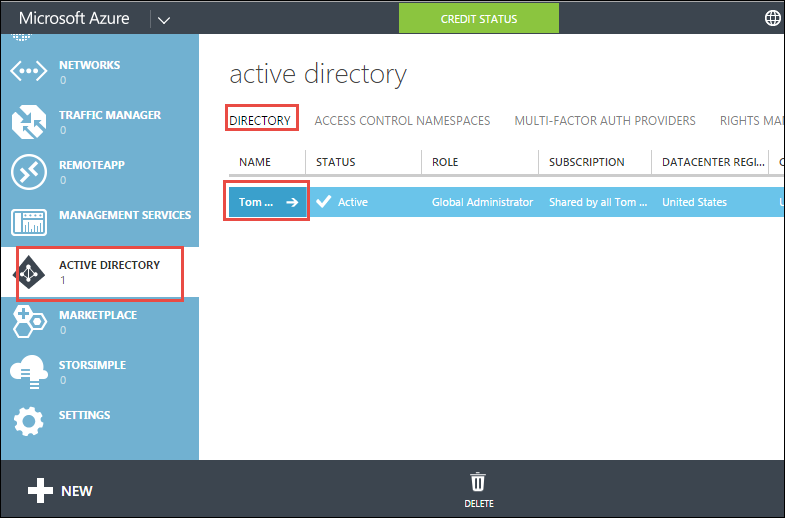 Microsoft Azure
CREDIT STATUS
NETWORKS
0
TRAFFIC MANAGER
0
REMOTEAPP
0
MANAGEMENT SERVICES
ACTIVE DIRECTORY
1
MARKETPLACE
0
STORSIMPLE
0
SETTINGS
active directory
DIRECTORY ACCESS CONTROL NAMESPACES MULTI-FACTOR AUTH PROVIDERS RIGHTS MA
NAME STATUS ROLE SUBSCRIPTION DATACENTER REGI...
Tom ... Active Global Administrator Shared by all Tom ... United States
NEW
DELETE